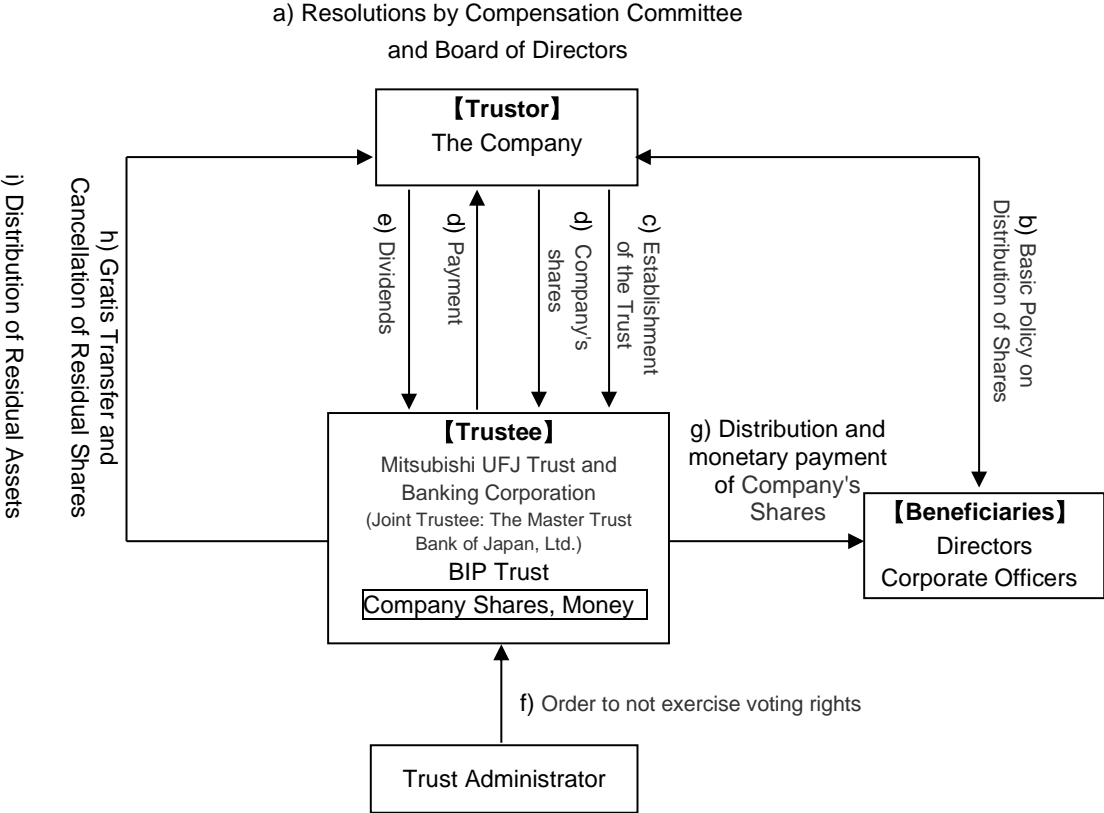 a) Resolutions by Compensation Committee
and Board of Directors
【Trustor】
The Company
i) Distribution of Residual Assets
h) Gratis Transfer and
Cancellation of Residual Shares
e) Dividends
d) Payment
d) Company's
shares
c) Establishment
of the Trust
b) Basic Policy on
Distribution of Shares
【Trustee】
Mitsubishi UFJ Trust and
Banking Corporation
(Joint Trustee: The Master Trust
Bank of Japan, Ltd.)
BIP Trust
Company Shares, Money
g) Distribution and
monetary payment
of Company's
Shares
【Beneficiaries】
Directors
Corporate Officers
f) Order to not exercise voting rights
Trust Administrator